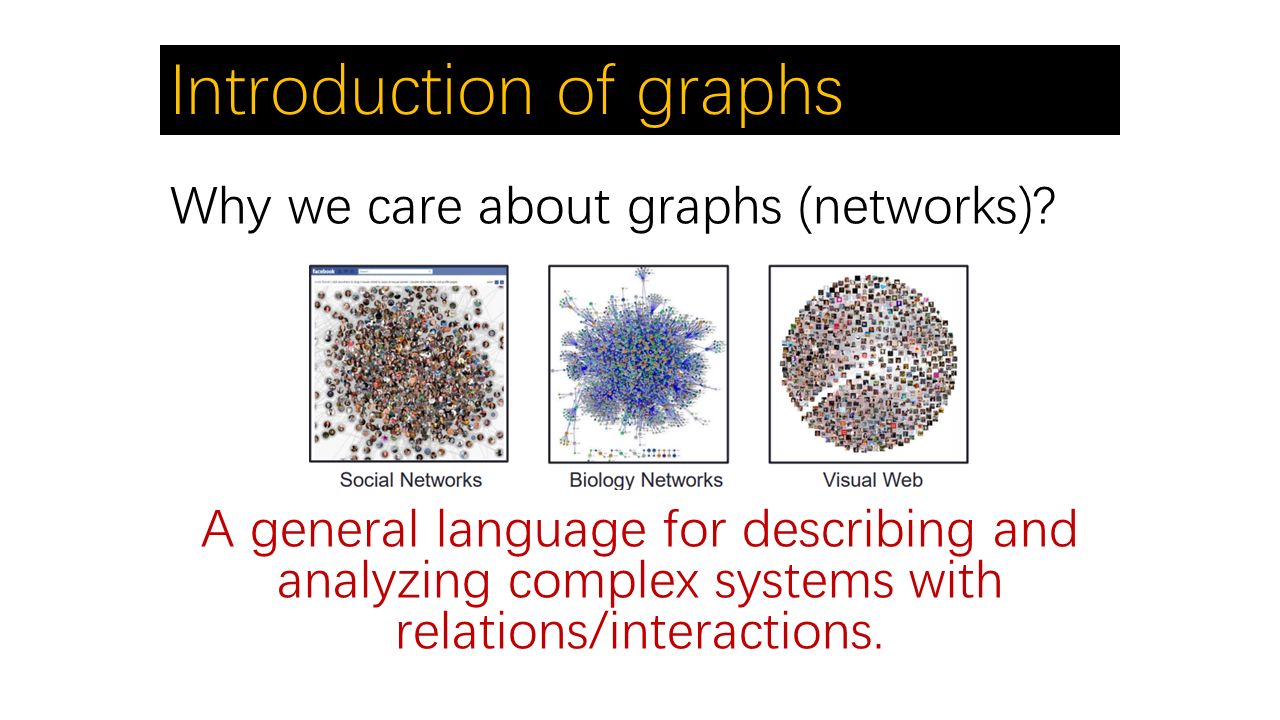 Introduction of graphs
Why we care about graphs (networks)?
facebook
Social Networks
Biology Networks
Visual Web
A general language for describing and
analyzing complex systems with
relations/interactions.